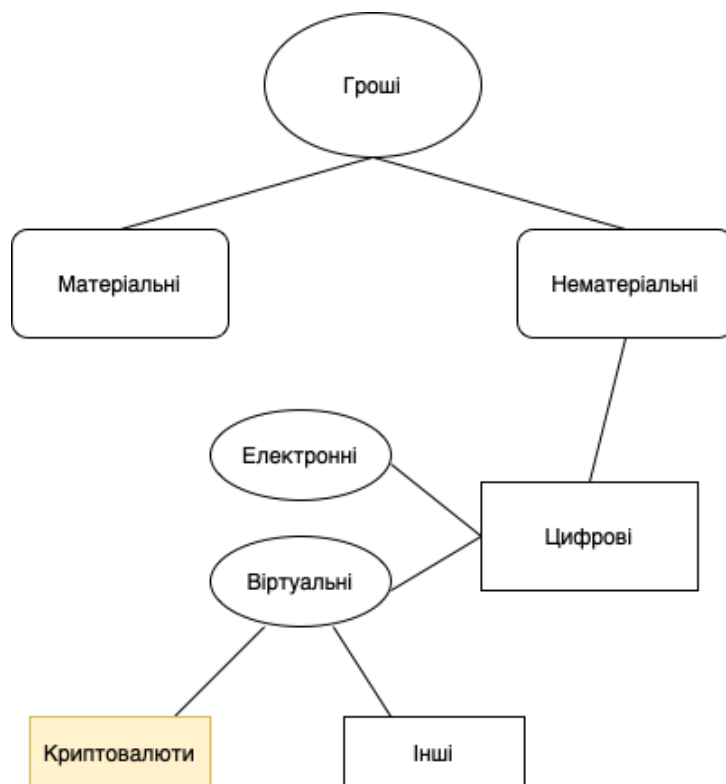 Гроші
Матеріальні
Нематеріальні
Електронні
Цифрові
Віртуальні
Криптовалюти
Інші